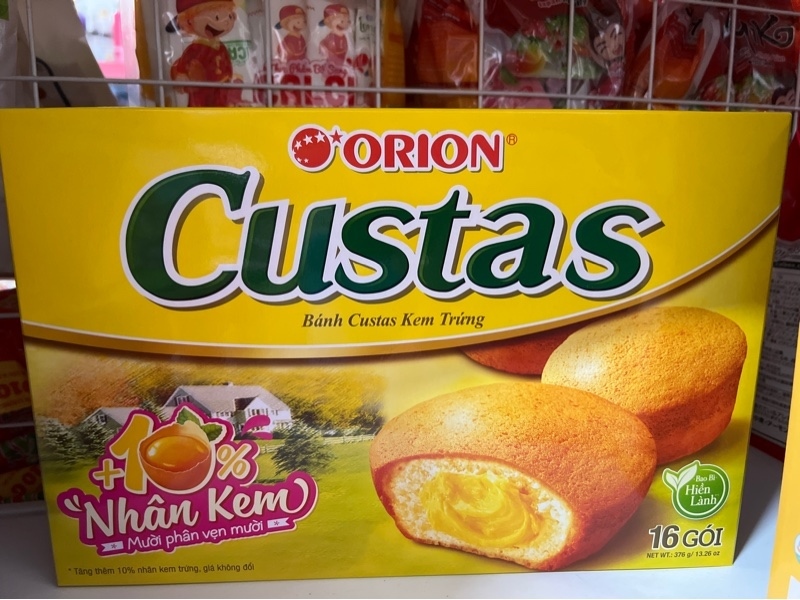 ORION®
Custas
Bánh Custas Kem Trứng
+10%
Nhân Kem
Mười phần vẹn mười
* Tăng thêm 10% nhân kem trứng, giá không đổi
Bao Bì
Hiền
Lành
16 GÓI
NET WT.: 376 g/ 13.26 oz